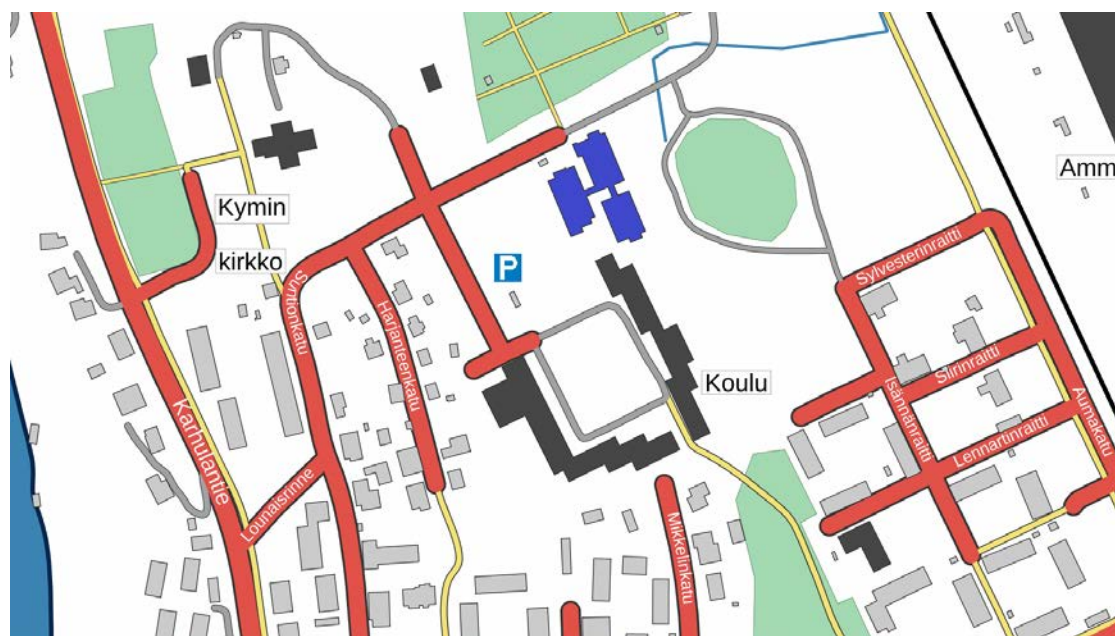 Amm
Kymin
kirkko
Sylvesterinraitti
P
Suntionkatu
Harjanteenkatu
Siirinraitti
Koulu
Isännänraitti
Karhulantie
Aumakatu
Lennartinraitti
Lounaisrinne
Mikkelinkatu